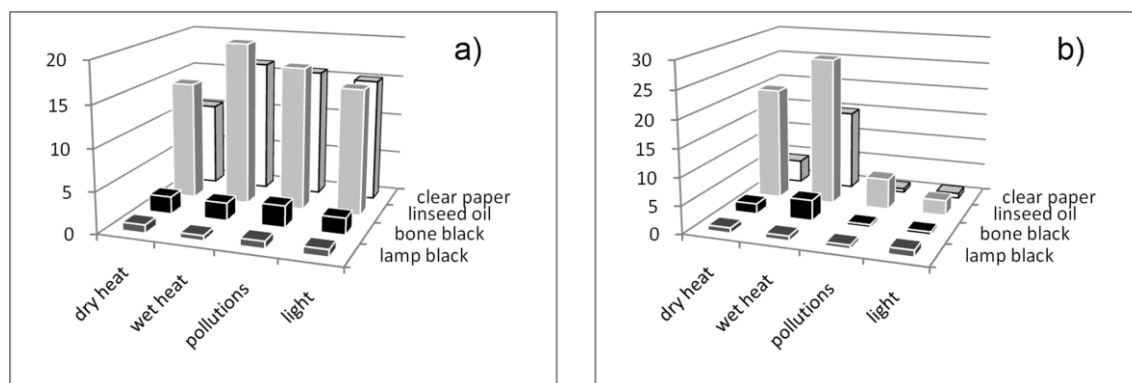 a)
20
15
10
5
0
clear paper
linseed oil
bone black
lamp black
dry heat
wet heat
pollutions
light
b)
30
25
20
15
10
5
0
clear paper
linseed oil
bone black
lamp black
dry heat
wet heat
pollutions
light